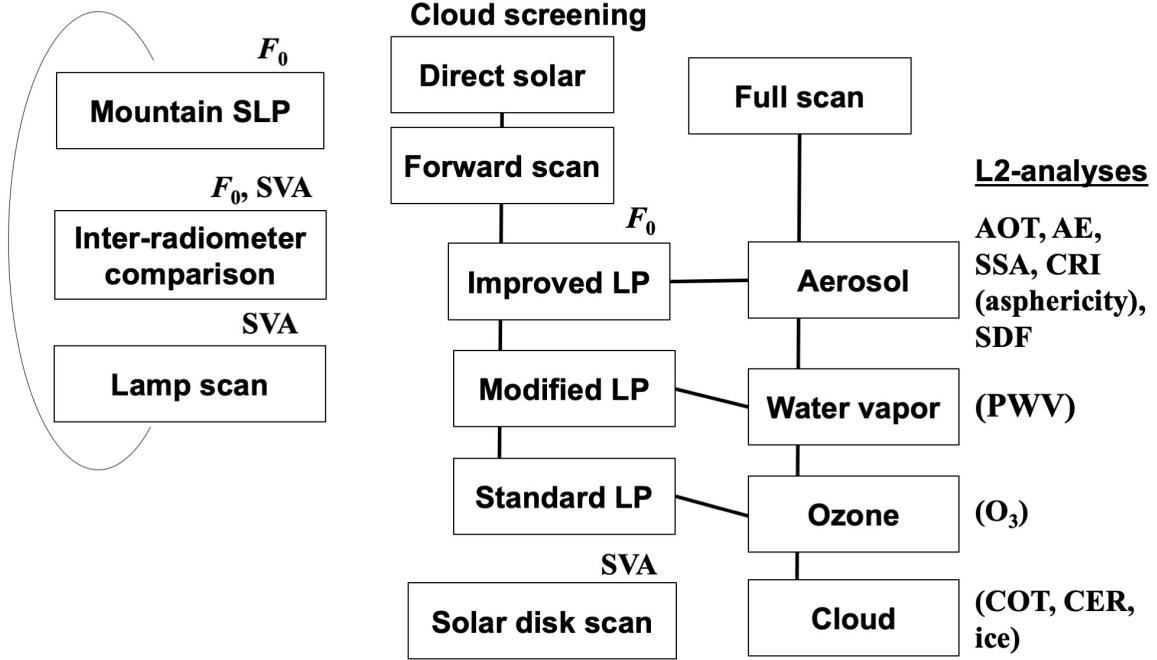 F0
Mountain SLP
F0, SVA
Inter-radiometer
comparison
SVA
Lamp scan
Cloud screening
Direct solar
Forward scan
F0
Improved LP
Modified LP
Standard LP
SVA
Solar disk scan
Full scan
Aerosol
Water vapor
Ozone
Cloud
L2-analyses
AOT, AE,
SSA, CRI
(asphericity),
SDF
(PWV)
(O3)
(COT, CER,
ice)